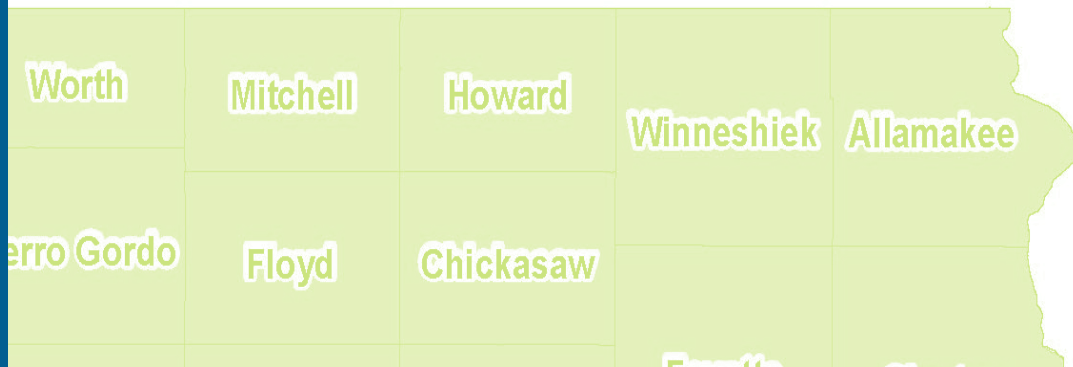 Worth
Mitchell
Howard
Winneshiek
Allamakee
erro Gordo
Floyd
Chickasaw